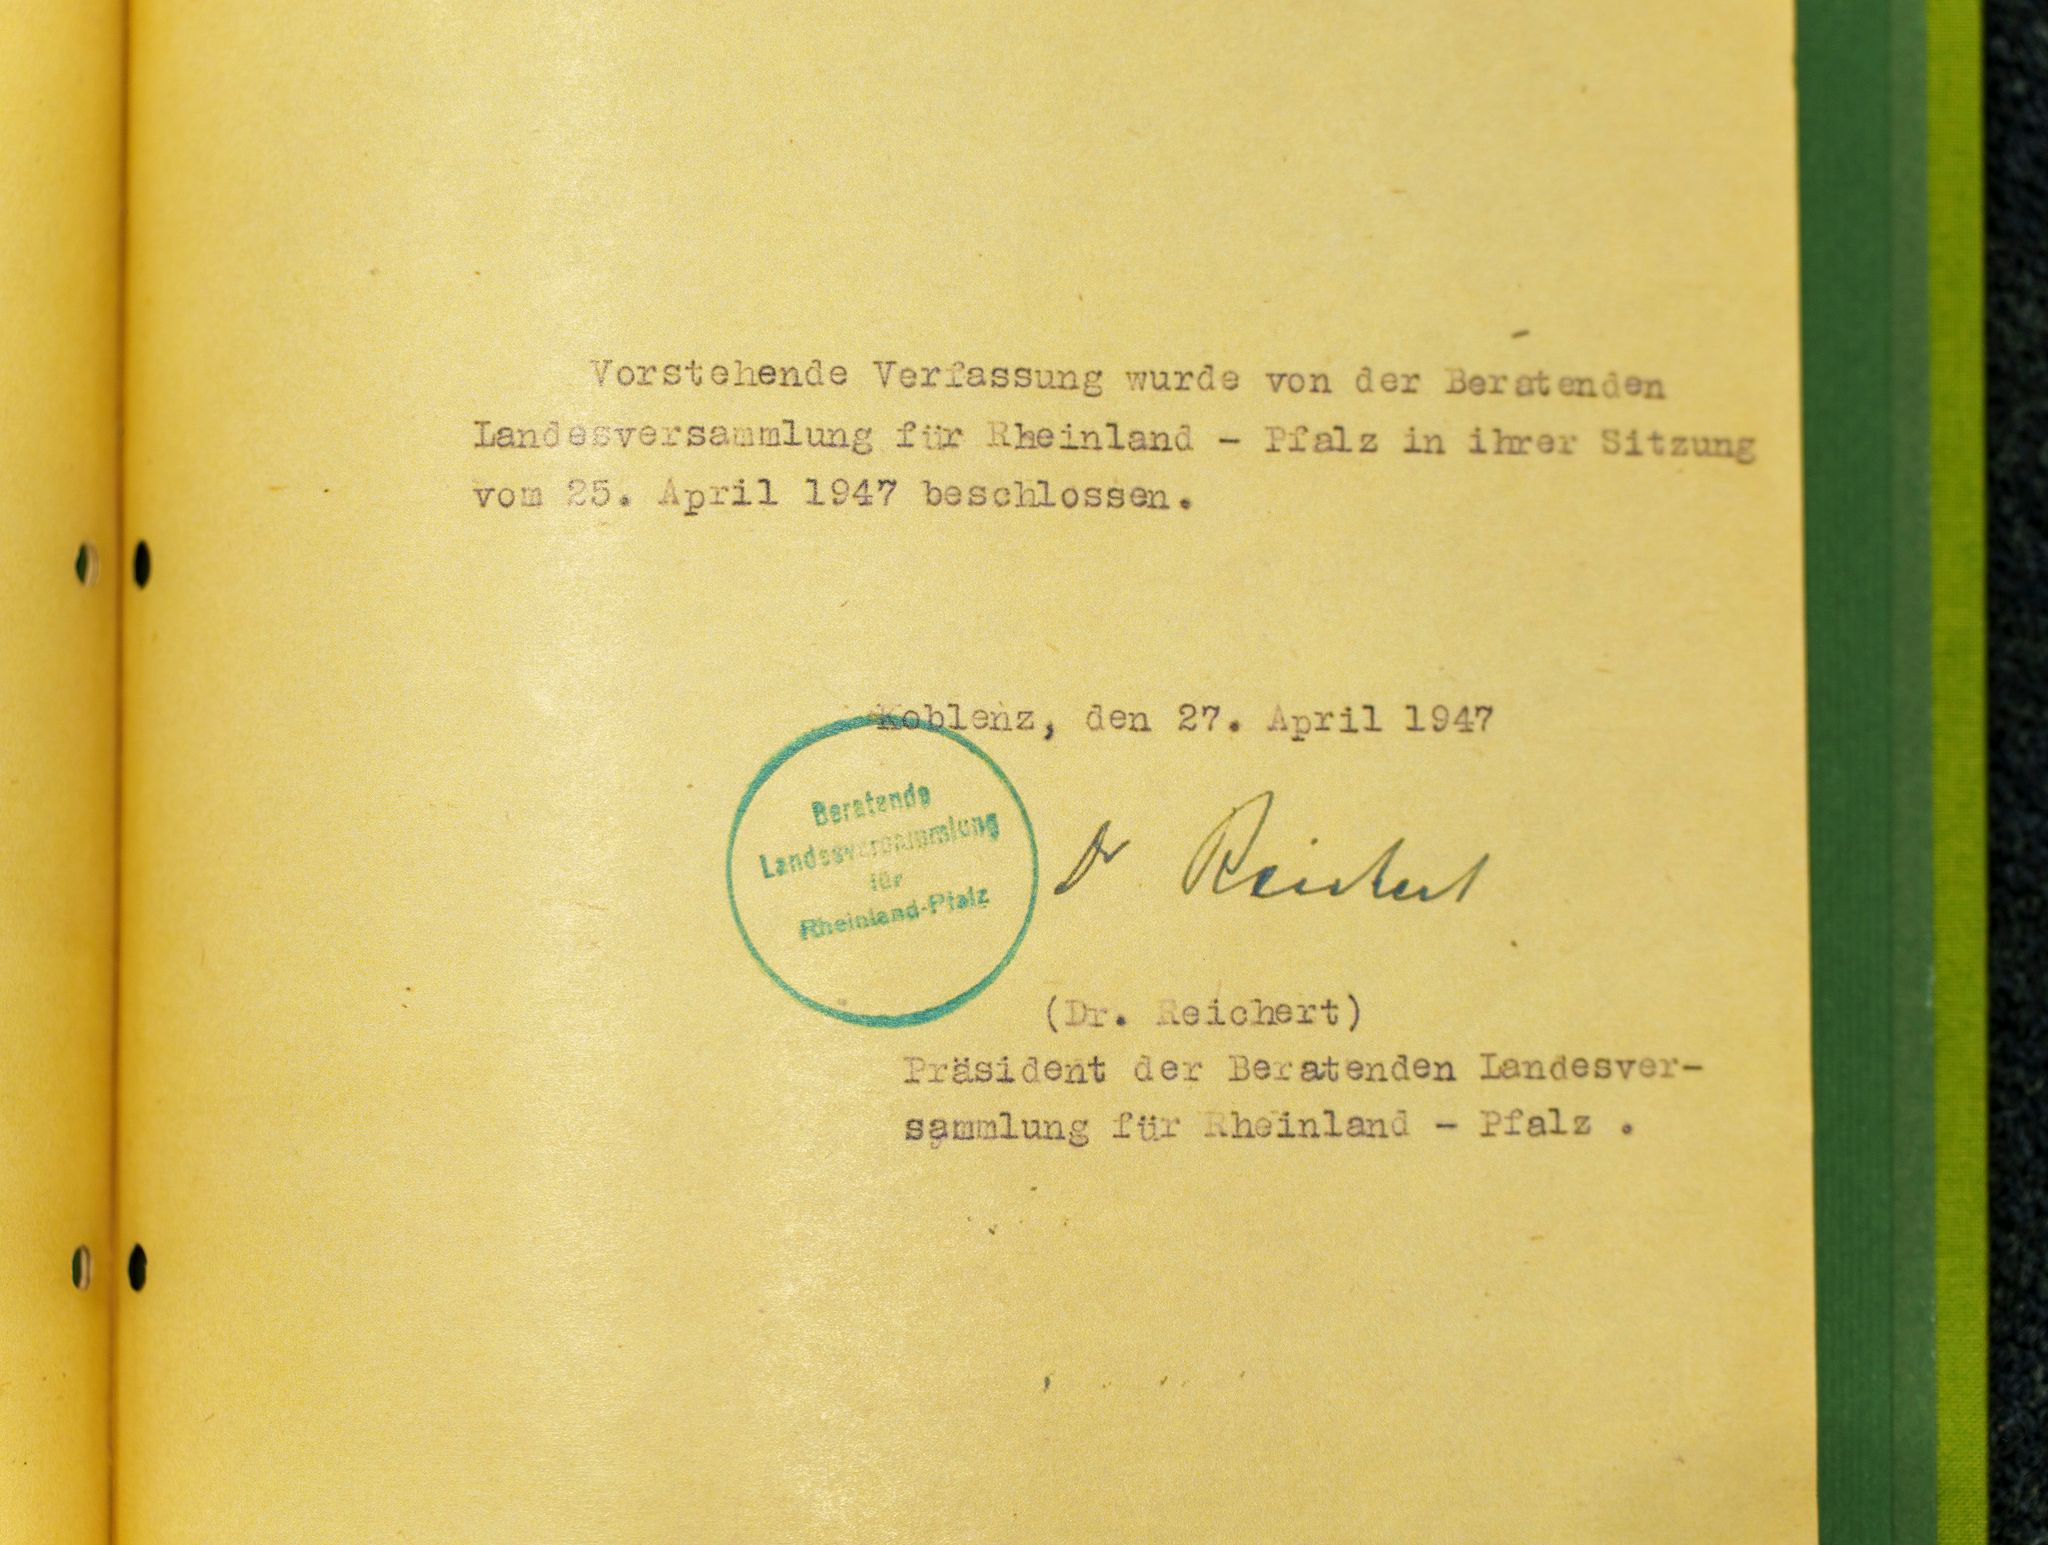 Vorstehende Verfassung wurde von der Beratenden
Landesversammlung für Rheinland - Pfalz in ihrer Sitzung
vom 25. April 1947 beschlossen.
Koblenz, den 27. April 1947
Beratende
Landesversammlung
für
Rheinland-Pfalz
Dr Reichert
(Dr. Reichert)
Präsident der Beratenden Landesver-
sammlung für Rheinland - Pfalz .